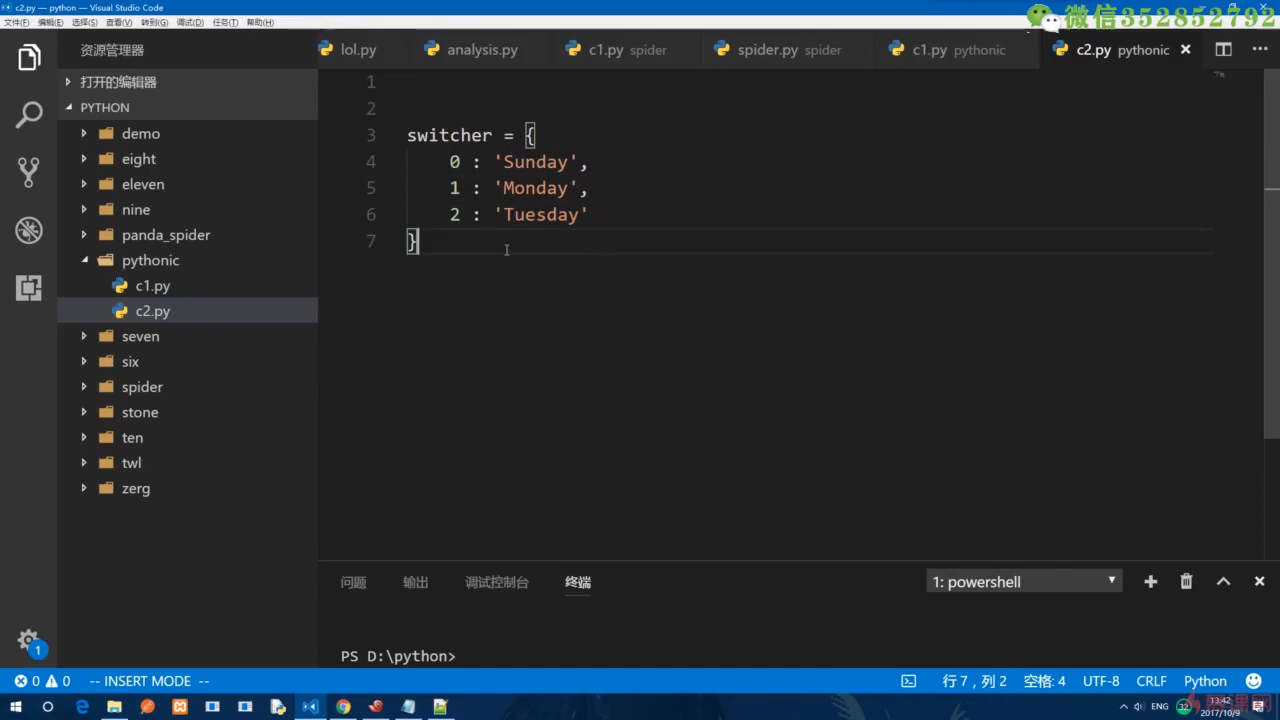 c2.py — python — Visual Studio Code
微信352852792
文件(F) 编辑(E) 选择(S) 查看(V) 转到(G) 调试(D) 任务(T) 帮助(H)
资源管理器
lol.py analysis.py c1.py spider spider.py spider c1.py pythonic c2.py pythonic
打开的编辑器
PYTHON
demo
eight
eleven
nine
panda_spider
pythonic
c1.py
c2.py
seven
six
spider
stone
ten
twl
zerg
1
2
3 switcher = {
4 0 : 'Sunday',
5 1 : 'Monday',
6 2 : 'Tuesday'
7 }
问题 输出 调试控制台 终端 1: powershell
PS D:\python>
1
0 0 -- INSERT MODE -- 行 7，列 2 空格: 4 UTF-8 CRLF Python
ENG 32 13:42
2017/10/9